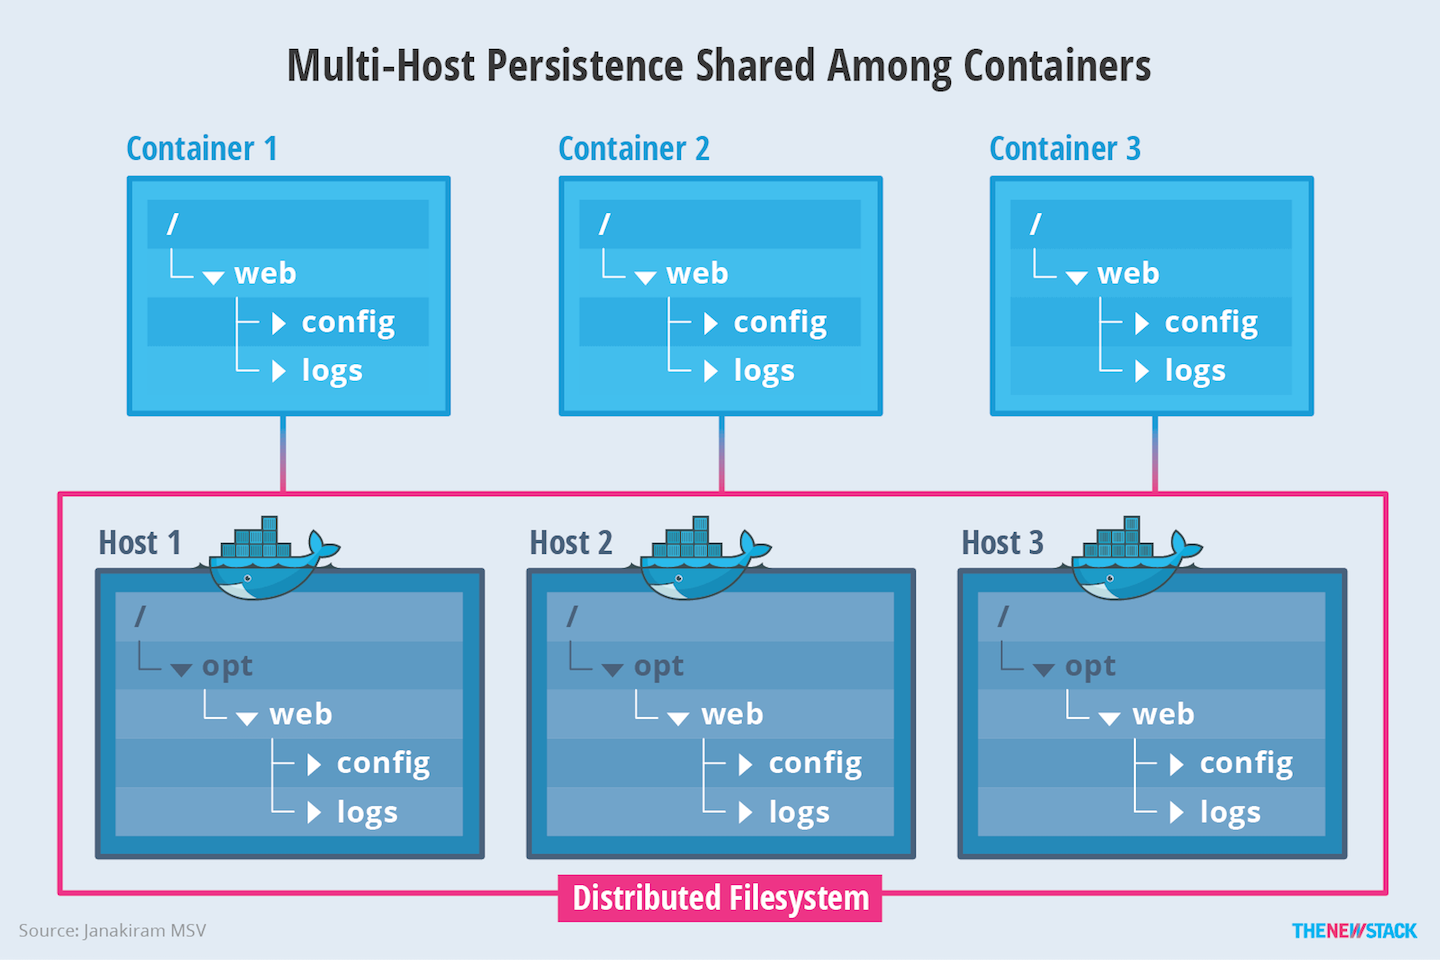 Multi-Host Persistence Shared Among Containers
Container 1
/
web
config
logs
Container 2
/
web
config
logs
Container 3
/
web
config
logs
Host 1
/
opt
web
config
logs
Host 2
/
opt
web
config
logs
Host 3
/
opt
web
config
logs
Distributed Filesystem
Source: Janakiram MSV
THENEWSTACK